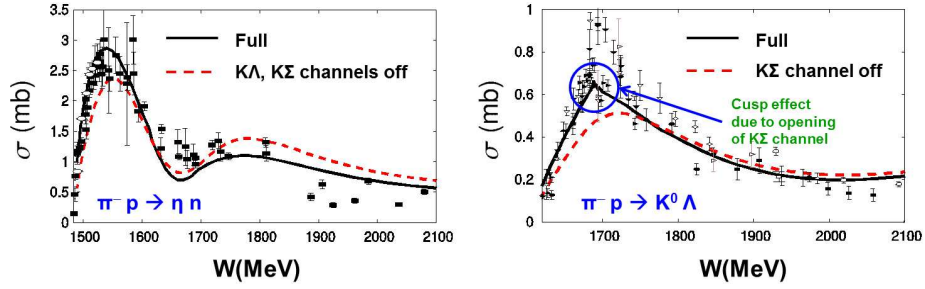 3.5
3
2.5
2
1.5
1
0.5
0
σ (mb)
Full
KΛ, KΣ channels off
π⁻ p → η n
1500 1600 1700 1800 1900 2000 2100
W(MeV)
1
0.8
0.6
0.4
0.2
0
σ (mb)
Full
KΣ channel off
Cusp effect
due to opening
of KΣ channel
π⁻ p → K⁰ Λ
1700 1800 1900 2000 2100
W(MeV)